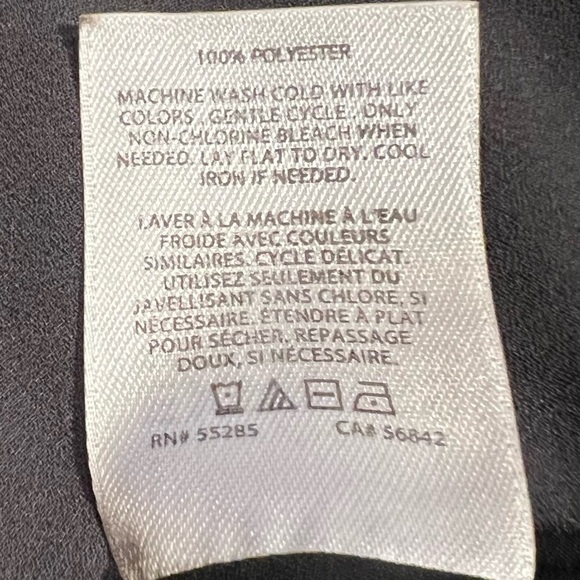 100% POLYESTER
MACHINE WASH COLD WITH LIKE
COLORS. GENTLE CYCLE. ONLY
NON-CHLORINE BLEACH WHEN
NEEDED. LAY FLAT TO DRY. COOL
IRON IF NEEDED.
LAVER À LA MACHINE À L'EAU
FROIDE AVEC COULEURS
SIMILAIRES. CYCLE DÉLICAT.
UTILISEZ SEULEMENT DU
JAVELLISANT SANS CHLORE, SI
NÉCESSAIRE. ÉTENDRE À PLAT
POUR SÉCHER. REPASSAGE
DOUX, SI NÉCESSAIRE.
RN# 55285 CA# 56842